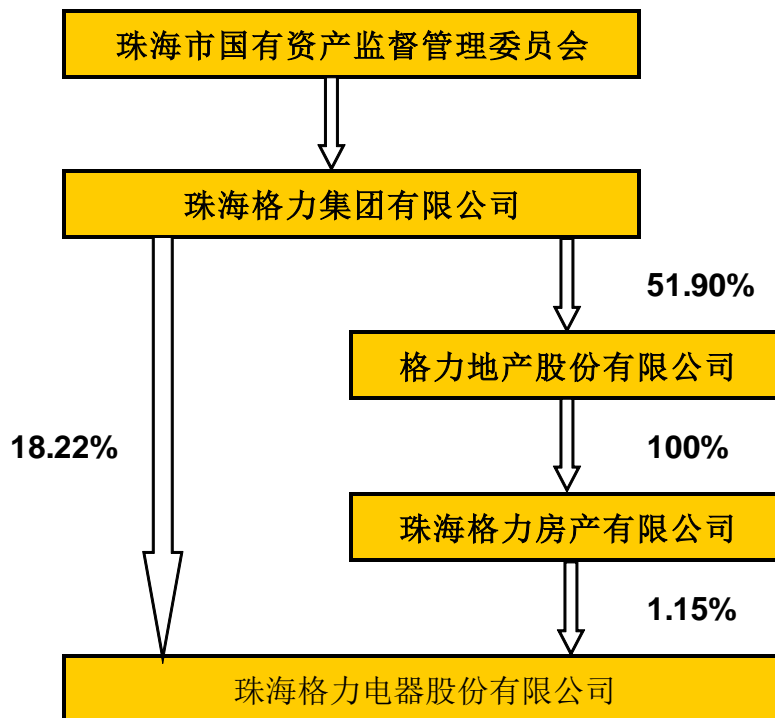 珠海市国有资产监督管理委员会
珠海格力集团有限公司
51.90%
格力地产股份有限公司
18.22%
100%
珠海格力房产有限公司
1.15%
珠海格力电器股份有限公司